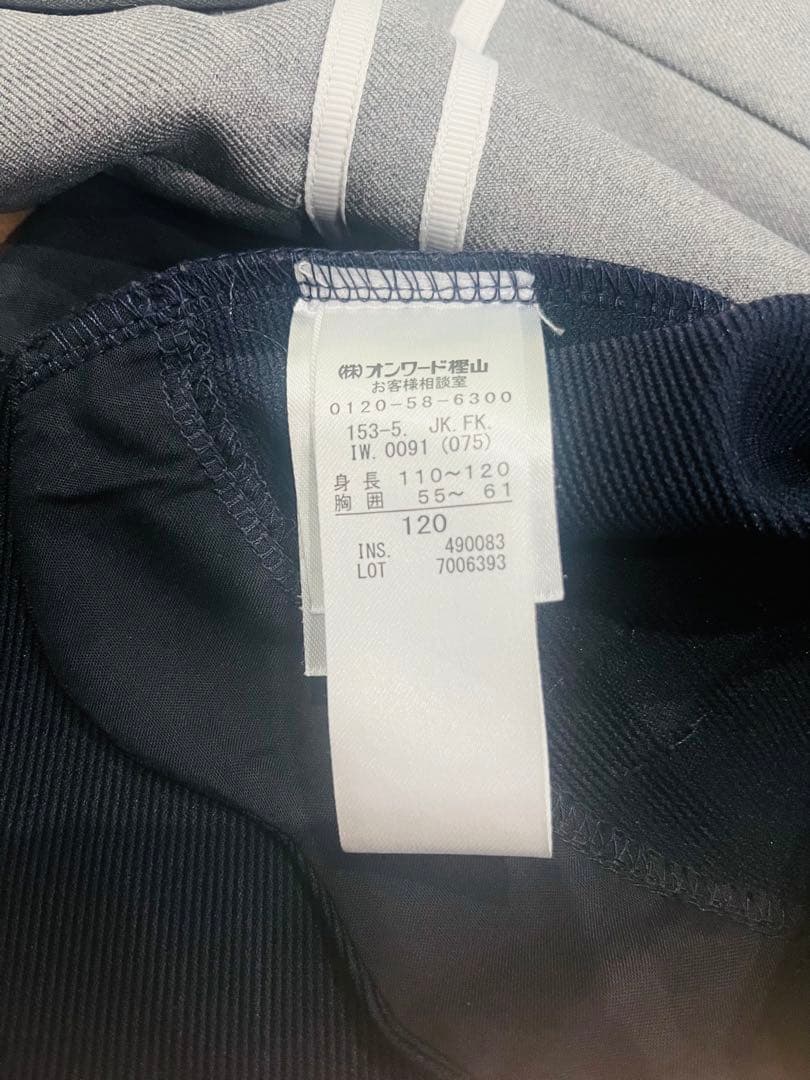 (株)オンワード樫山
お客様相談室
0120-58-6300
153-5. JK.FK.
IW.0091 (075)
身長 110～120
胸囲 55～ 61
120
INS. 490083
LOT 7006393